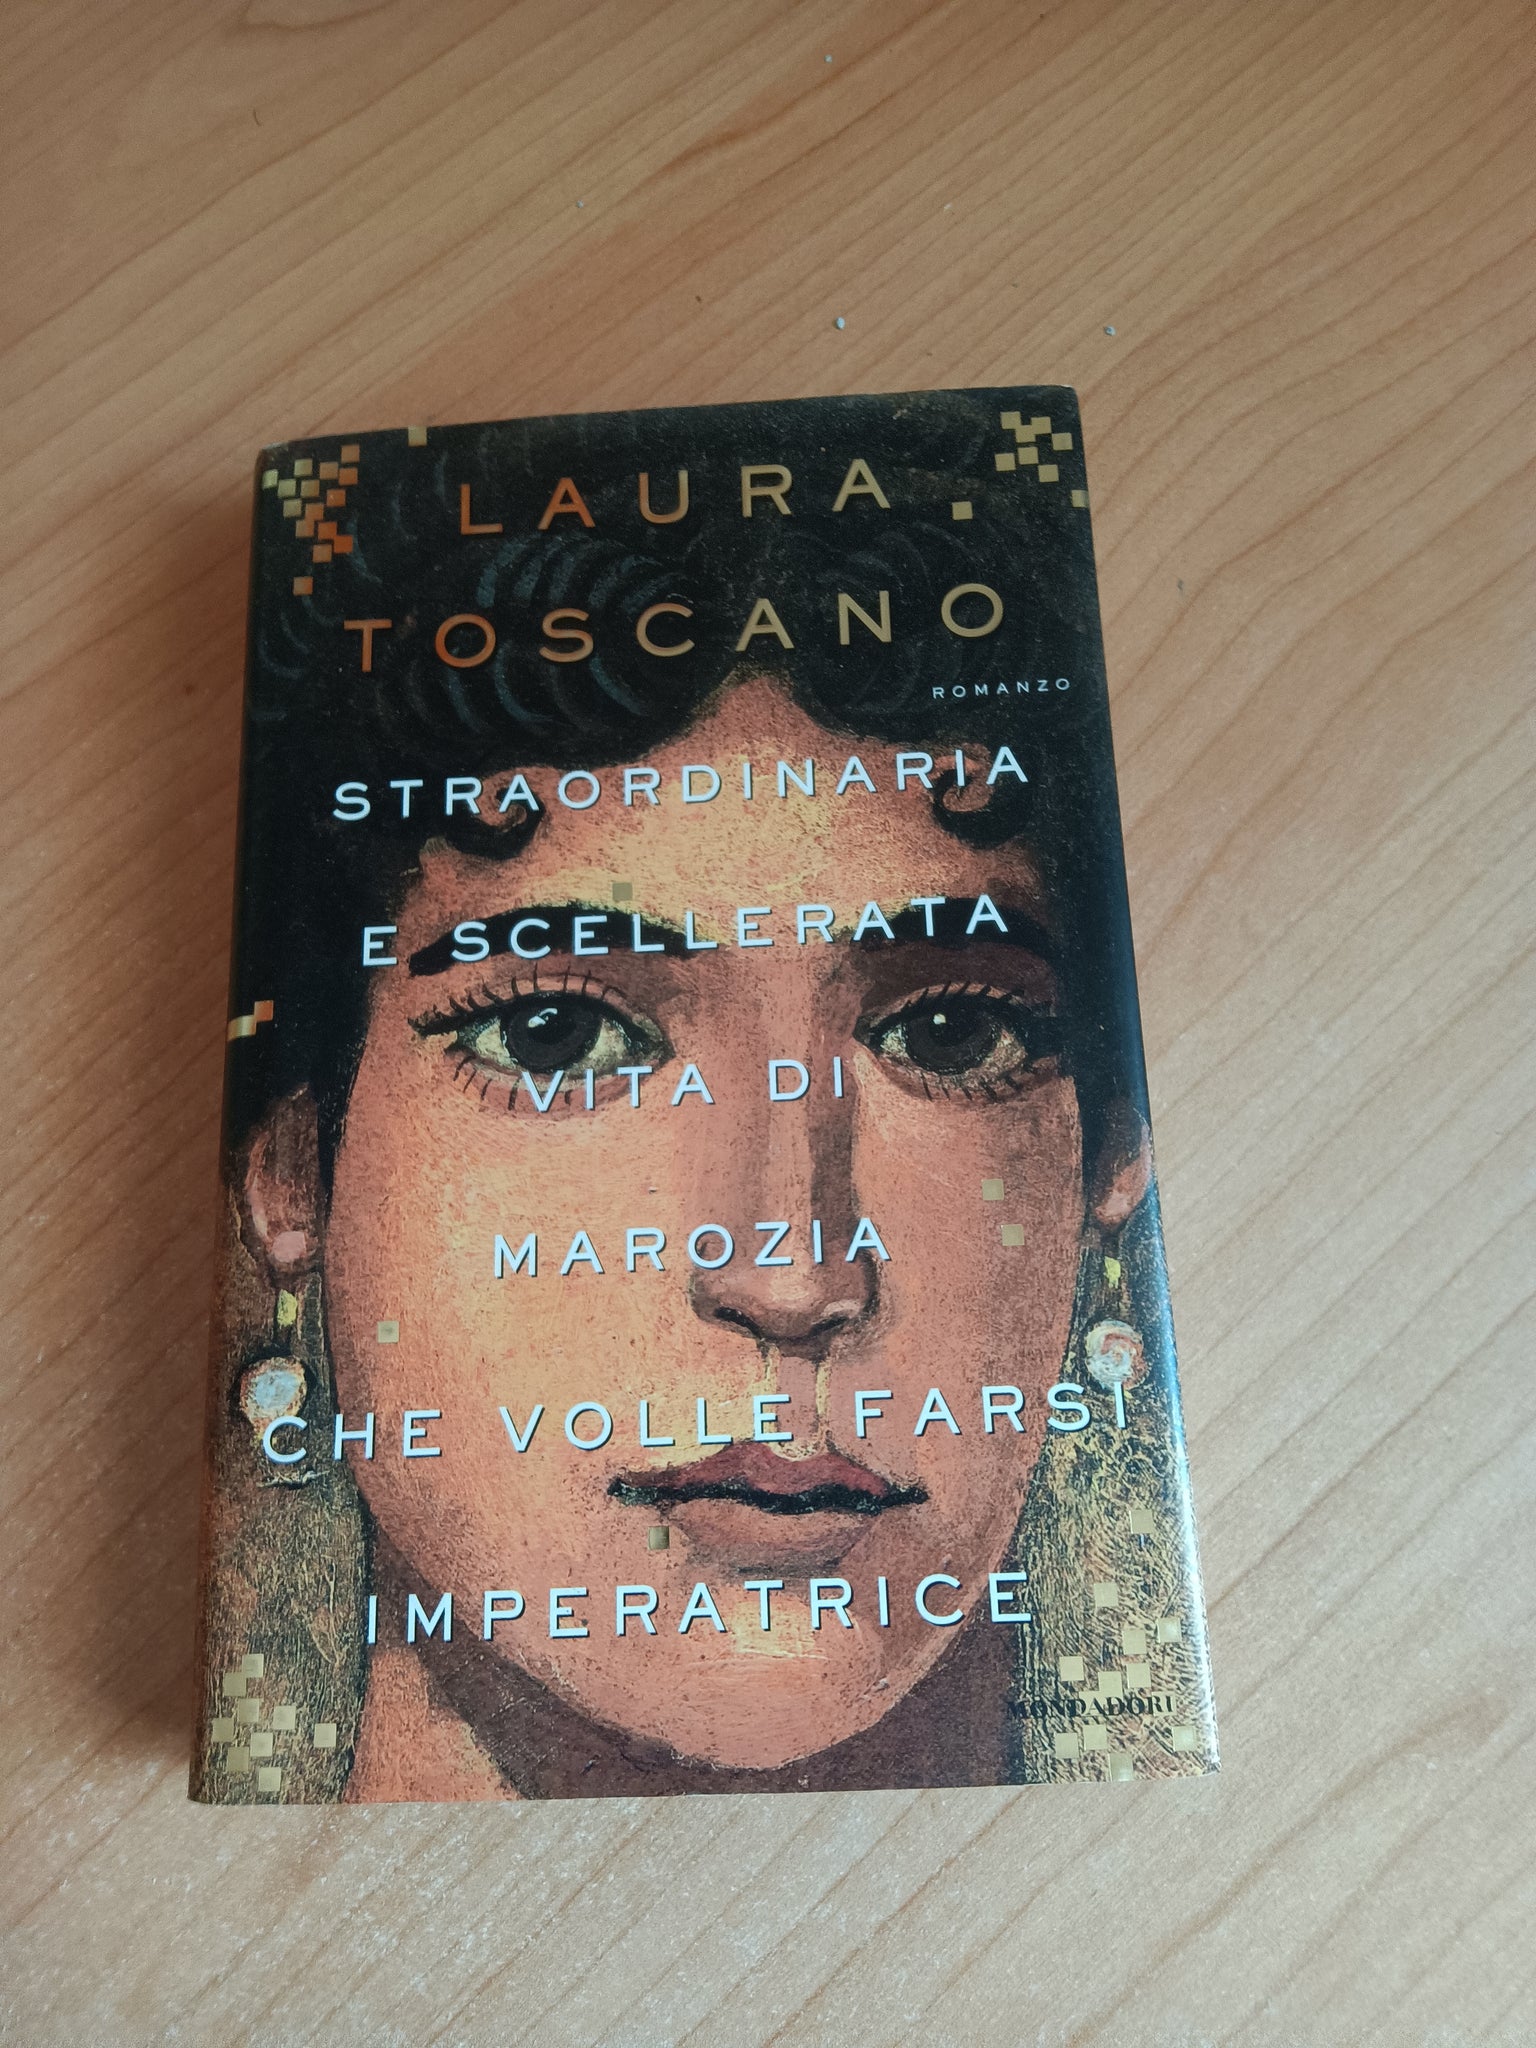 LAURA
TOSCANO
ROMANZO
STRAORDINARIA
E SCELLERATA
VITA DI
MAROZIA
CHE VOLLE FARSI
IMPERATRICE
MONDADORI